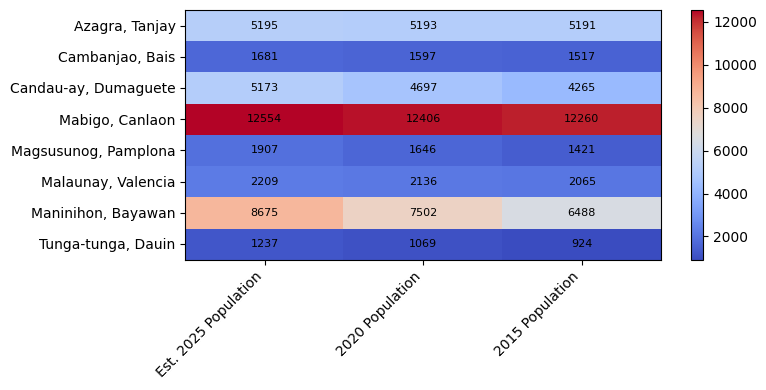 Azagra, Tanjay 5195 5193 5191
Cambanjao, Bais 1681 1597 1517
Candau-ay, Dumaguete 5173 4697 4265
Mabigo, Canlaon 12554 12406 12260
Magsusunog, Pamplona 1907 1646 1421
Malaunay, Valencia 2209 2136 2065
Maninihon, Bayawan 8675 7502 6488
Tunga-tunga, Dauin 1237 1069 924
Est. 2025 Population
2020 Population
2015 Population
12000
10000
8000
6000
4000
2000